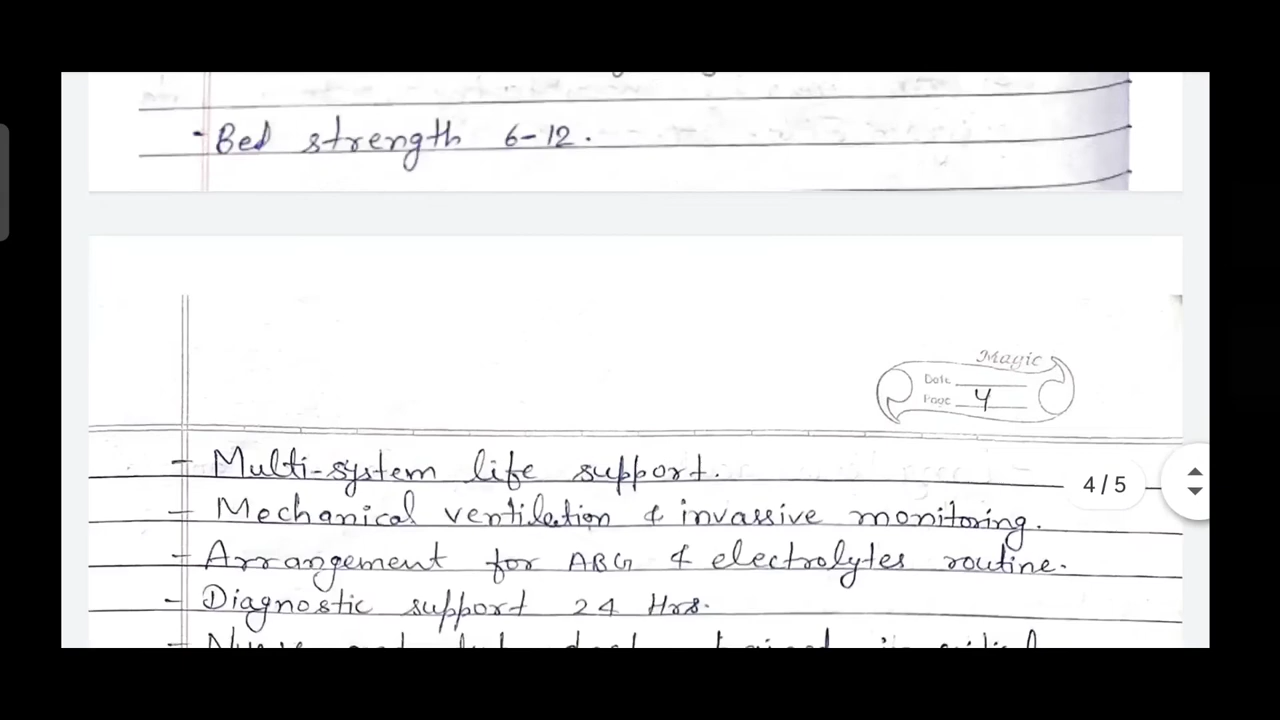 - Bed strength 6-12.
Magic
Date
Page 4
- Multi-system life support.
4/5
- Mechanical ventilation & invassive monitoring.
- Arrangement for ABG & electrolytes routine.
- Diagnostic support 24 Hrs.